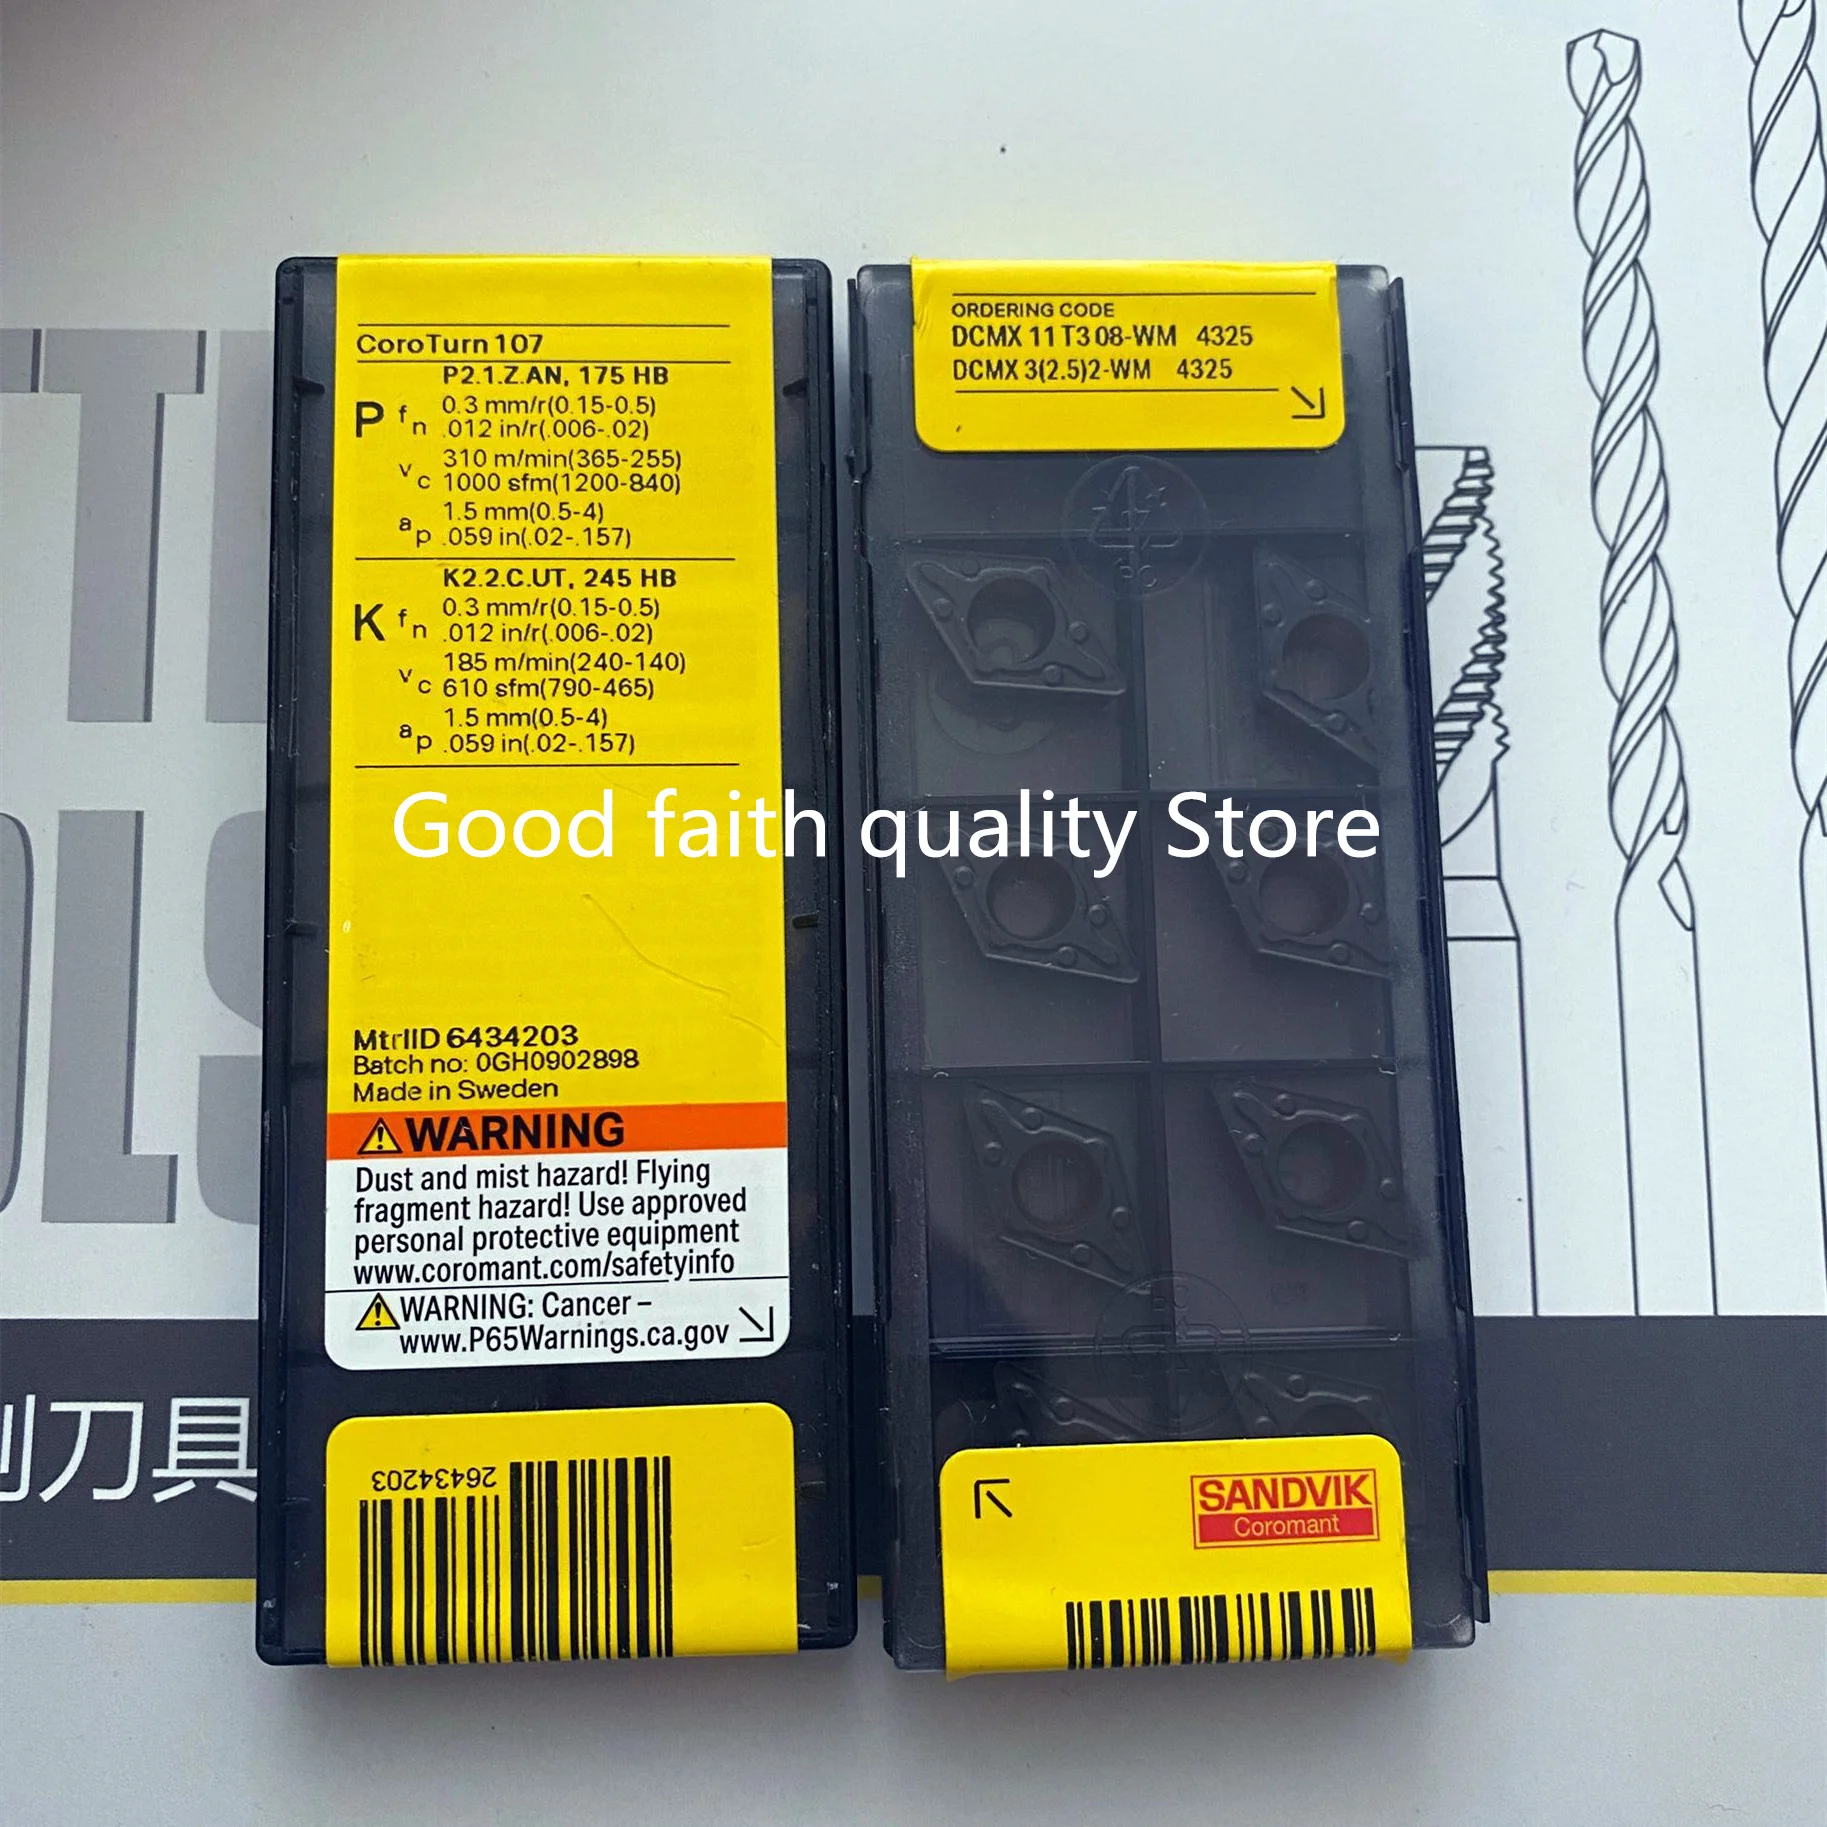 CoroTurn 107
P2.1.Z.AN, 175 HB
P fn 0.3 mm/r(0.15-0.5)
.012 in/r(.006-.02)
vc 310 m/min(365-255)
1000 sfm(1200-840)
ap 1.5 mm(0.5-4)
.059 in(.02-.157)
K2.2.C.UT, 245 HB
K fn 0.3 mm/r(0.15-0.5)
.012 in/r(.006-.02)
vc 185 m/min(240-140)
610 sfm(790-465)
ap 1.5 mm(0.5-4)
.059 in(.02-.157)
MtrlID 6434203
Batch no: 0GH0902898
Made in Sweden
WARNING
Dust and mist hazard! Flying
fragment hazard! Use approved
personal protective equipment
www.coromant.com/safetyinfo
WARNING: Cancer –
www.P65Warnings.ca.gov
26434203
ORDERING CODE
DCMX 11 T3 08-WM 4325
DCMX 3(2.5)2-WM 4325
PC
PC
SANDVIK
Coromant
Good faith quality Store
刀具